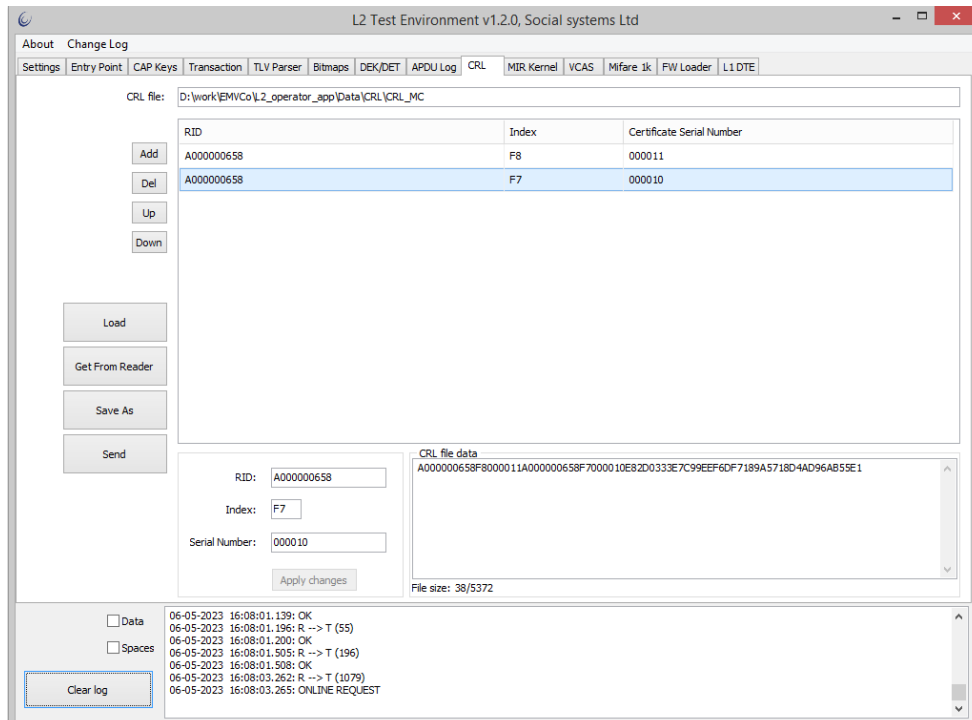 L2 Test Environment v1.2.0, Social systems Ltd
About Change Log
Settings Entry Point CAP Keys Transaction TLV Parser Bitmaps DEK/DET APDU Log CRL MIR Kernel VCAS Mifare 1k FW Loader L1 DTE
CRL file: D:\work\EMVCo\L2_operator_app\Data\CRL\CRL_MC
RID Index Certificate Serial Number
Add A000000658 F8 000011
Del A000000658 F7 000010
Up
Down
Load
Get From Reader
Save As
Send
CRL file data
A000000658F8000011A000000658F7000010E82D0333E7C99EEF6DF7189A5718D4AD96AB55E1
RID: A000000658
Index: F7
Serial Number: 000010
Apply changes
File size: 38/5372
Data
Spaces
Clear log
06-05-2023 16:08:01.139: OK
06-05-2023 16:08:01.196: R --> T (55)
06-05-2023 16:08:01.200: OK
06-05-2023 16:08:01.505: R --> T (196)
06-05-2023 16:08:01.508: OK
06-05-2023 16:08:03.262: R --> T (1079)
06-05-2023 16:08:03.265: ONLINE REQUEST